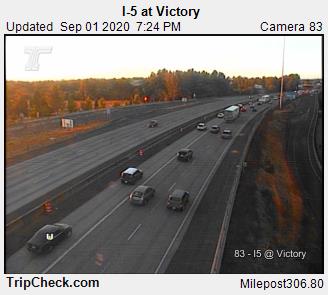 I-5 at Victory
Updated Sep 01 2020 7:24 PM Camera 83
83 - I5 @ Victory
TripCheck.com Milepost306.80